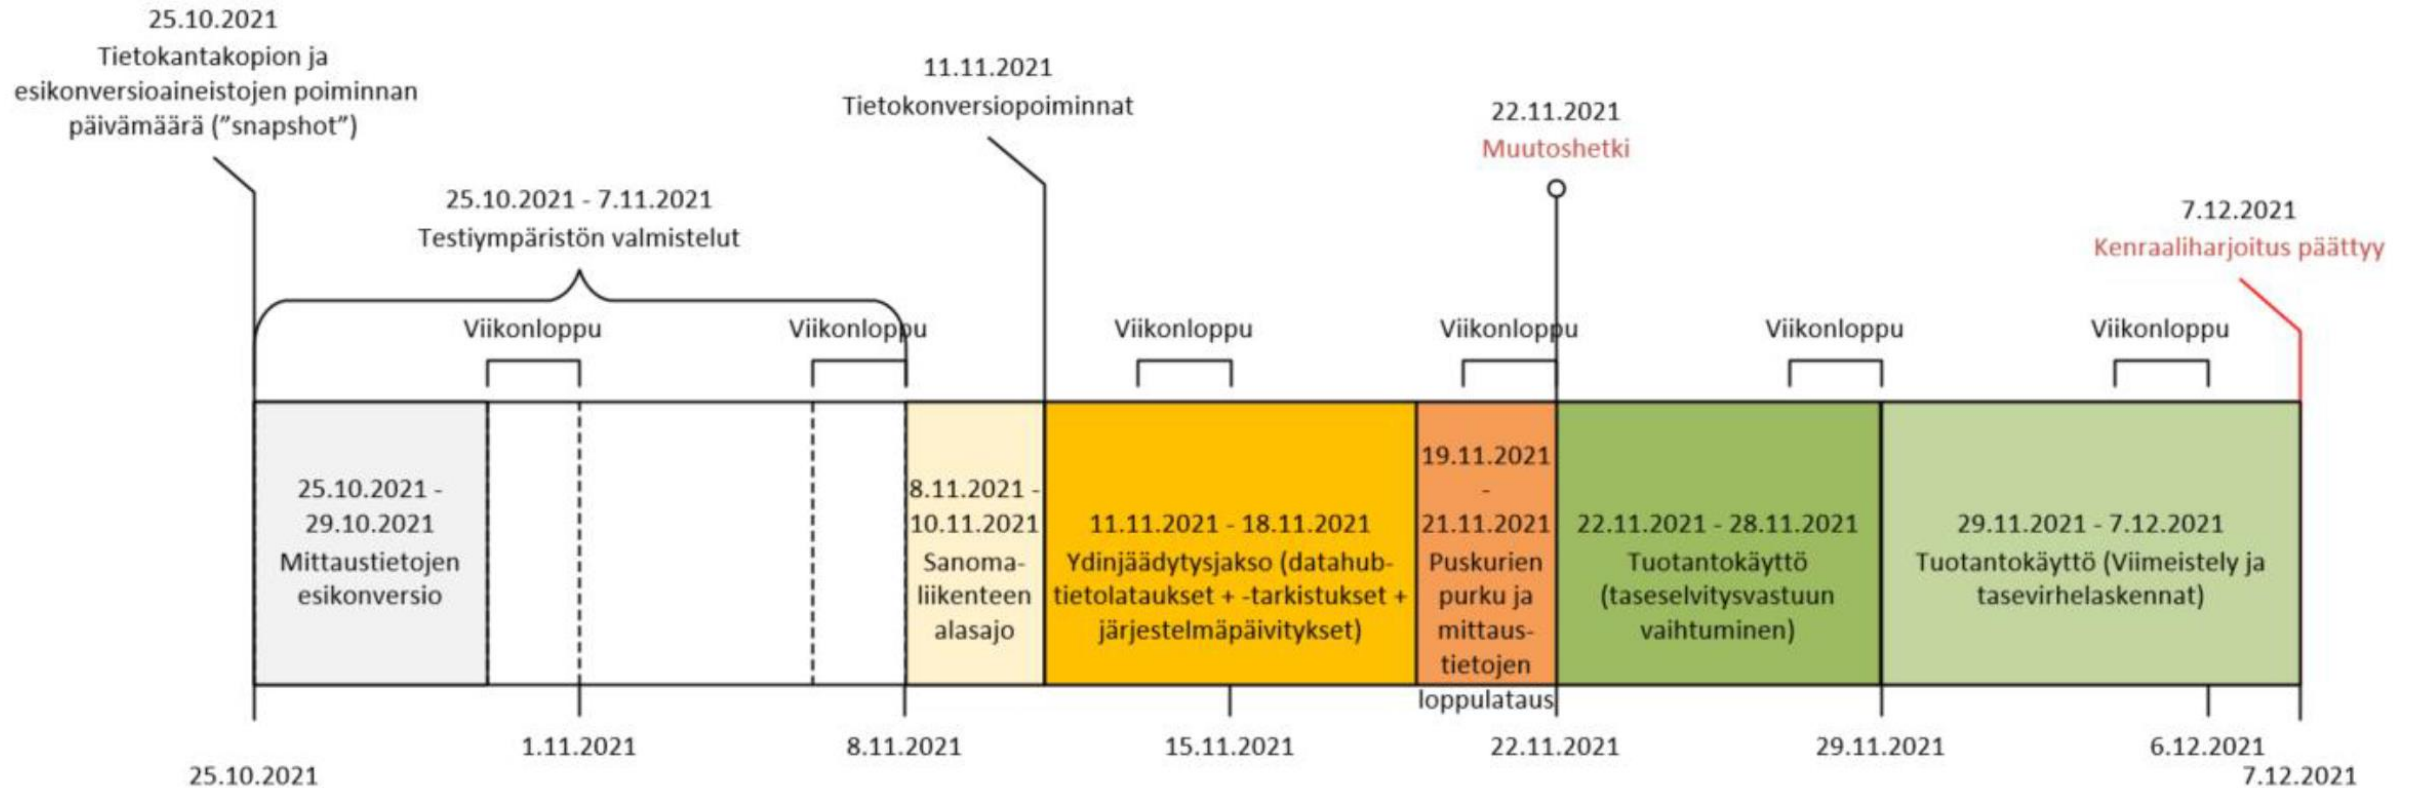 25.10.2021
Tietokantakopion ja
esikonversioaineistojen poiminnan
päivämäärä (”snapshot”)
11.11.2021
Tietokonversiopoiminnat
22.11.2021
Muutoshetki
25.10.2021 - 7.11.2021
Testiympäristön valmistelut
7.12.2021
Kenraaliharjoitus päättyy
Viikonloppu
Viikonloppu
Viikonloppu
Viikonloppu
Viikonloppu
Viikonloppu
25.10.2021 -
29.10.2021
Mittaustietojen
esikonversio
8.11.2021 -
10.11.2021
Sanoma-
liikenteen
alasajo
11.11.2021 - 18.11.2021
Ydinjäädytysjakso (datahub-
tietolataukset + -tarkistukset +
järjestelmäpäivitykset)
19.11.2021
-
21.11.2021
Puskurien
purku ja
mittaus-
tietojen
loppulataus
22.11.2021 - 28.11.2021
Tuotantokäyttö
(taseselvitysvastuun
vaihtuminen)
29.11.2021 - 7.12.2021
Tuotantokäyttö (Viimeistely ja
tasevirhelaskennat)
25.10.2021
1.11.2021
8.11.2021
15.11.2021
22.11.2021
29.11.2021
6.12.2021
7.12.2021